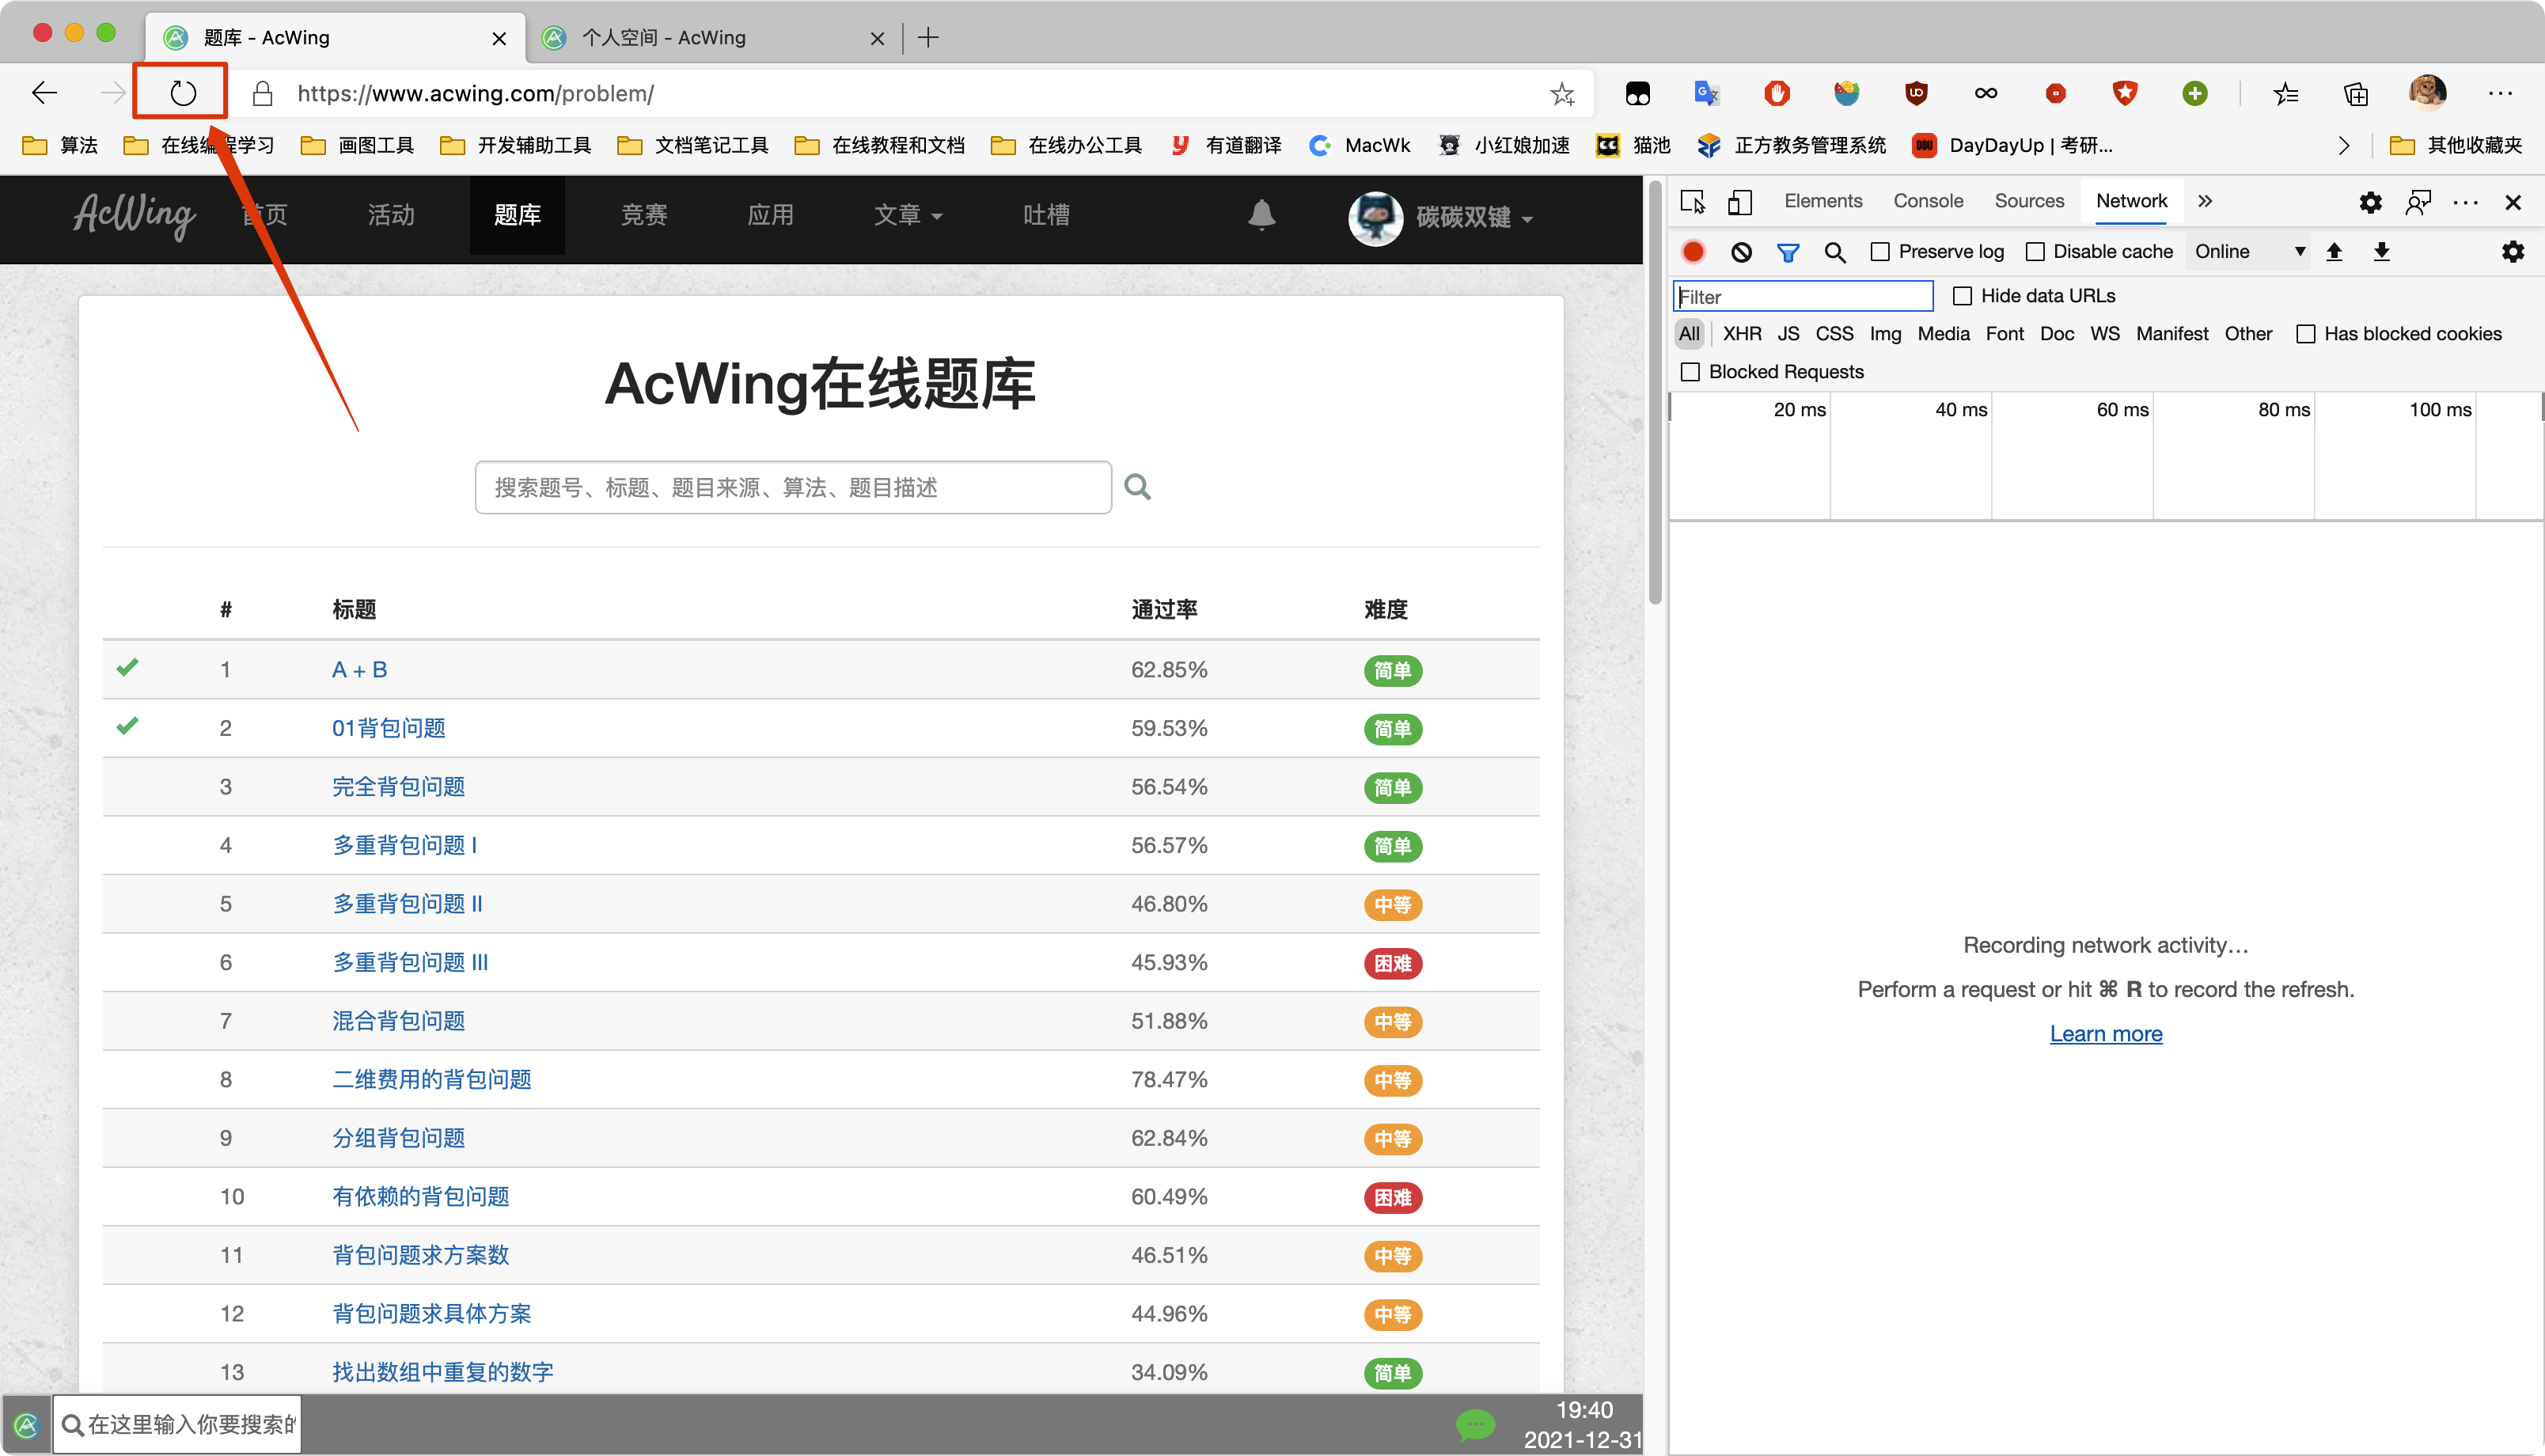 题库 - AcWing
个人空间 - AcWing
https://www.acwing.com/problem/
算法 在线编程学习 画图工具 开发辅助工具 文档笔记工具 在线教程和文档 在线办公工具 有道翻译 MacWk 小红娘加速 猫池 正方教务管理系统 DayDayUp | 考研... 其他收藏夹
AcWing 首页 活动 题库 竞赛 应用 文章 吐槽 碳碳双键
AcWing在线题库
搜索题号、标题、题目来源、算法、题目描述
# 标题 通过率 难度
1 A + B 62.85% 简单
2 01背包问题 59.53% 简单
3 完全背包问题 56.54% 简单
4 多重背包问题 I 56.57% 简单
5 多重背包问题 II 46.80% 中等
6 多重背包问题 III 45.93% 困难
7 混合背包问题 51.88% 中等
8 二维费用的背包问题 78.47% 中等
9 分组背包问题 62.84% 中等
10 有依赖的背包问题 60.49% 困难
11 背包问题求方案数 46.51% 中等
12 背包问题求具体方案 44.96% 中等
13 找出数组中重复的数字 34.09% 简单
在这里输入你要搜索的
19:40
2021-12-31
Elements Console Sources Network
Preserve log Disable cache Online
Filter Hide data URLs
All XHR JS CSS Img Media Font Doc WS Manifest Other Has blocked cookies
Blocked Requests
20 ms 40 ms 60 ms 80 ms 100 ms
Recording network activity…
Perform a request or hit ⌘ R to record the refresh.
Learn more